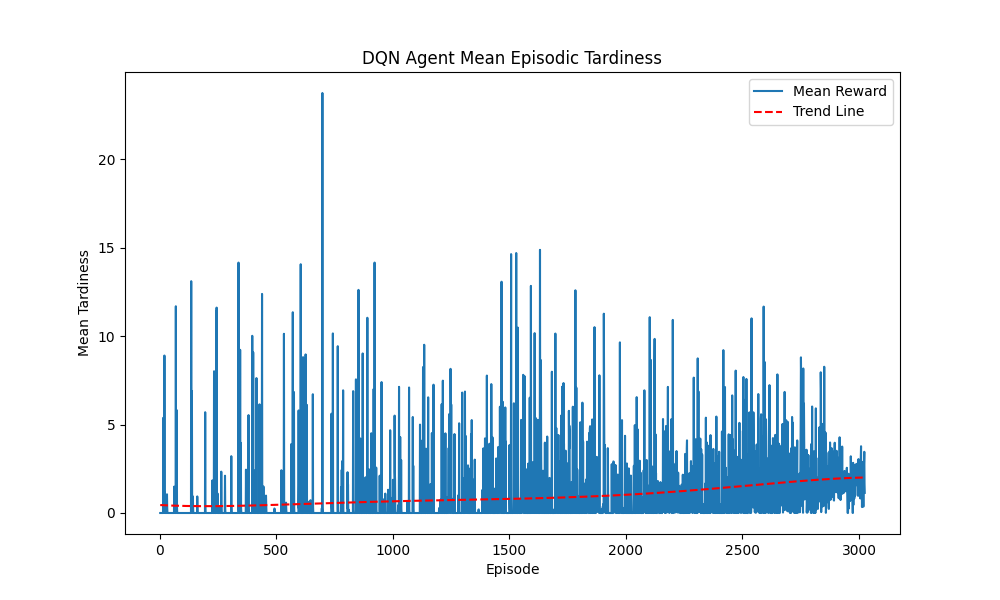 DQN Agent Mean Episodic Tardiness
Mean Reward
Trend Line
Mean Tardiness
20
15
10
5
0
0 500 1000 1500 2000 2500 3000
Episode